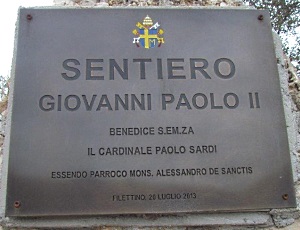 SENTIERO
GIOVANNI PAOLO II
BENEDICE S.EM.ZA
IL CARDINALE PAOLO SARDI
ESSENDO PARROCO MONS. ALESSANDRO DE SANCTIS
FILETTINO, 28 LUGLIO 2013